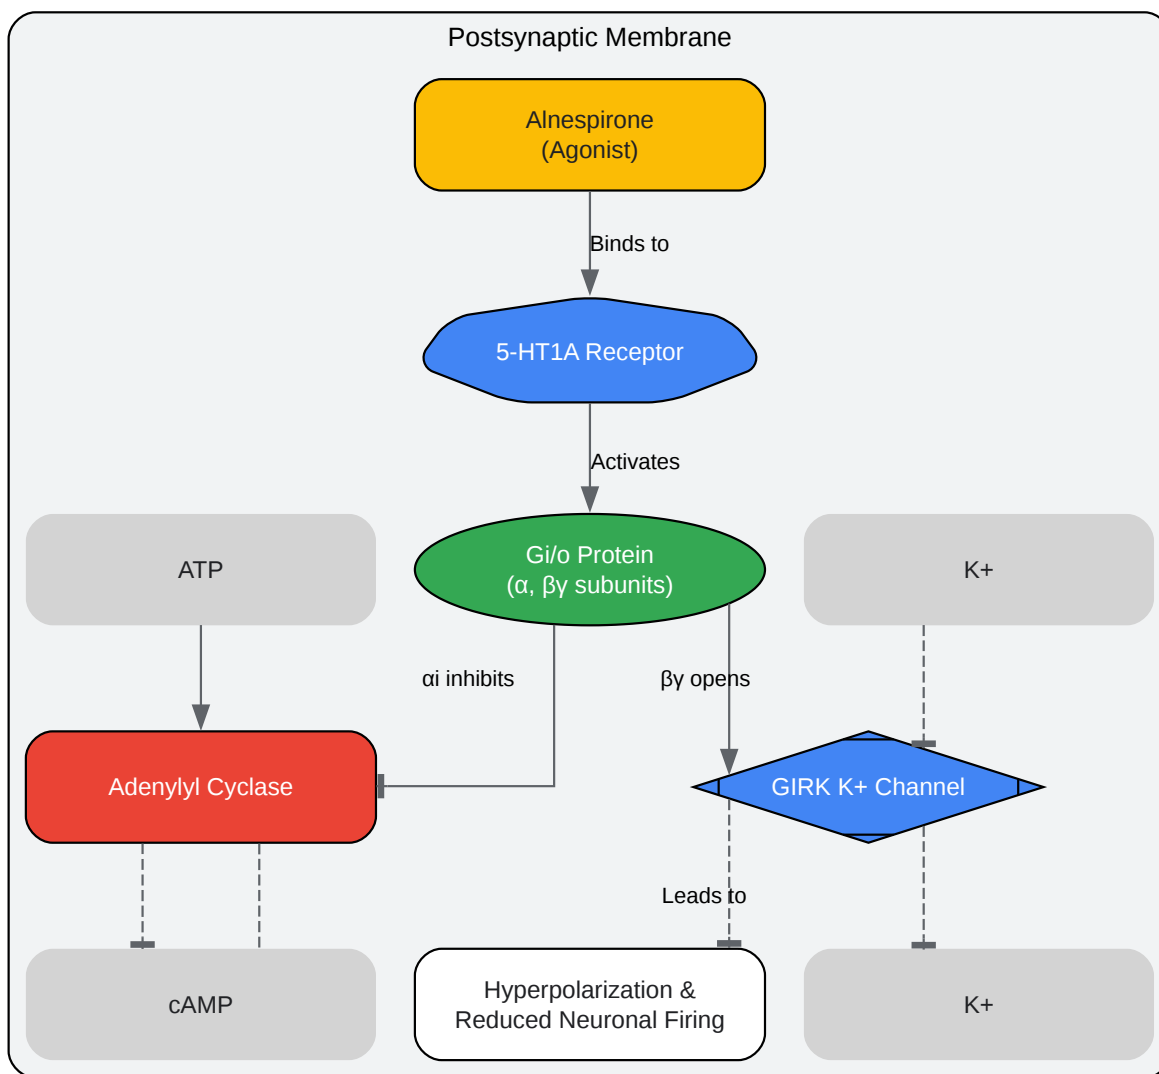 Postsynaptic Membrane
Alnespirone
(Agonist)
Binds to
5-HT1A Receptor
Activates
ATP
Gi/o Protein
(α, βγ subunits)
K+
αi inhibits
βγ opens
Adenylyl Cyclase
GIRK K+ Channel
Leads to
cAMP
Hyperpolarization &
Reduced Neuronal Firing
K+